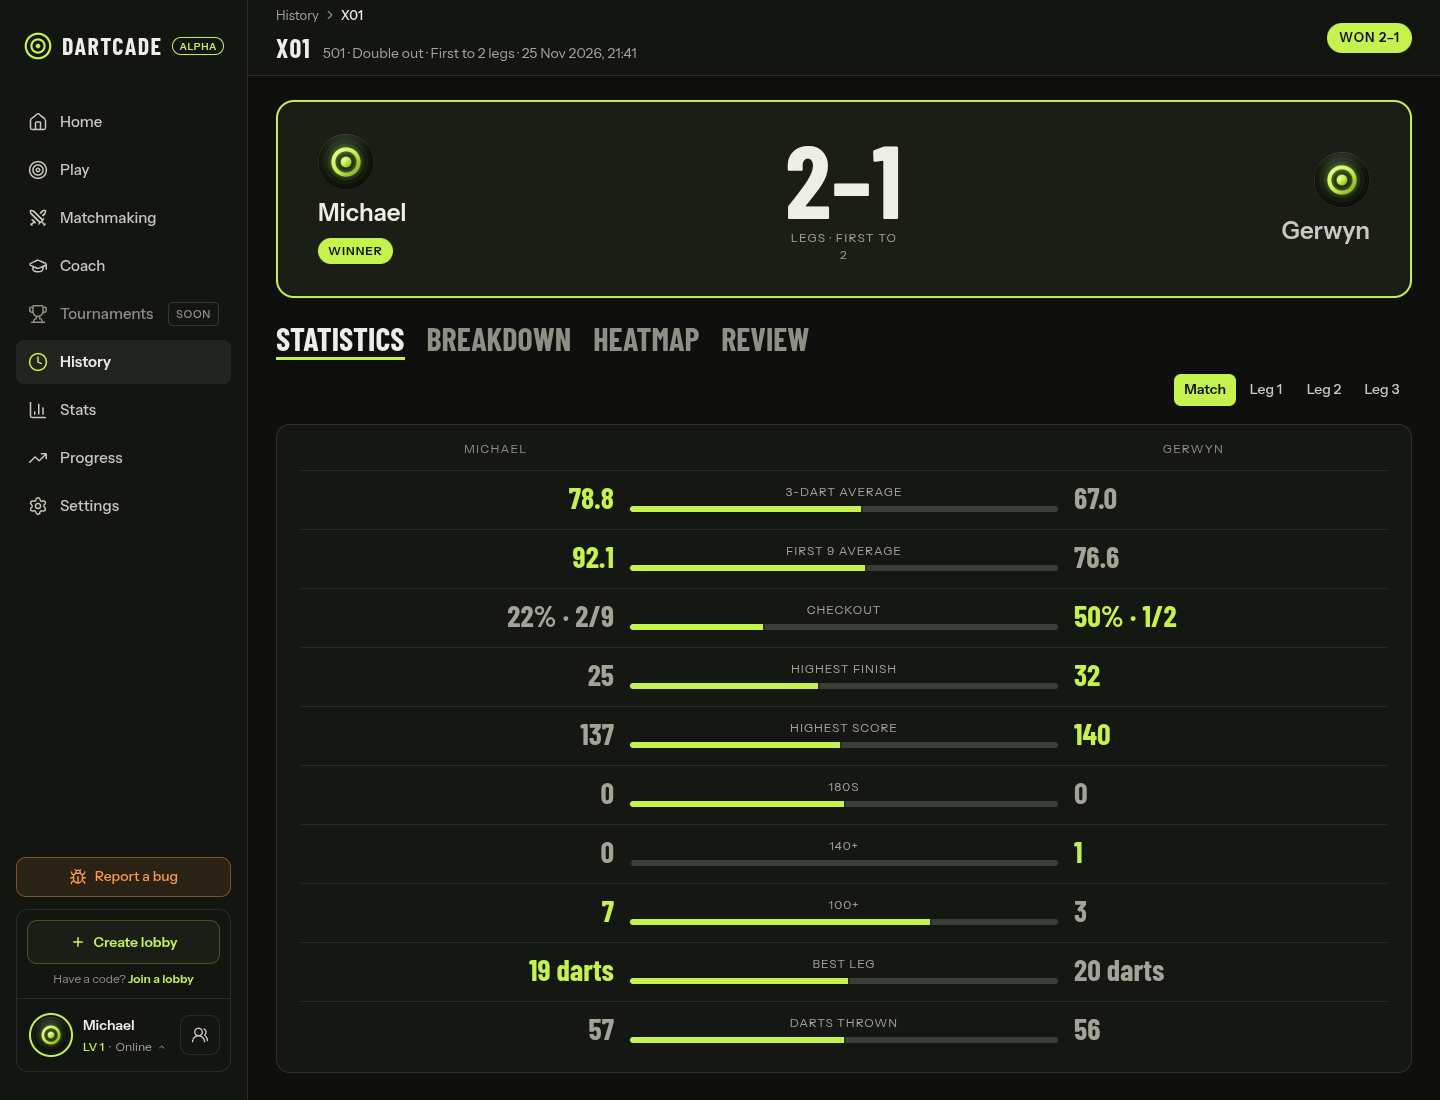 DARTCADE ALPHA
Home
Play
Matchmaking
Coach
Tournaments SOON
History
Stats
Progress
Settings
Report a bug
Create lobby
Have a code? Join a lobby
Michael
LV 1 · Online
History > X01
X01 501 · Double out · First to 2 legs · 25 Nov 2026, 21:41
WON 2–1
Michael
WINNER
2–1
LEGS · FIRST TO
2
Gerwyn
STATISTICS BREAKDOWN HEATMAP REVIEW
Match Leg 1 Leg 2 Leg 3
MICHAEL GERWYN
78.8 3-DART AVERAGE 67.0
92.1 FIRST 9 AVERAGE 76.6
22% · 2/9 CHECKOUT 50% · 1/2
25 HIGHEST FINISH 32
137 HIGHEST SCORE 140
0 180S 0
0 140+ 1
7 100+ 3
19 darts BEST LEG 20 darts
57 DARTS THROWN 56